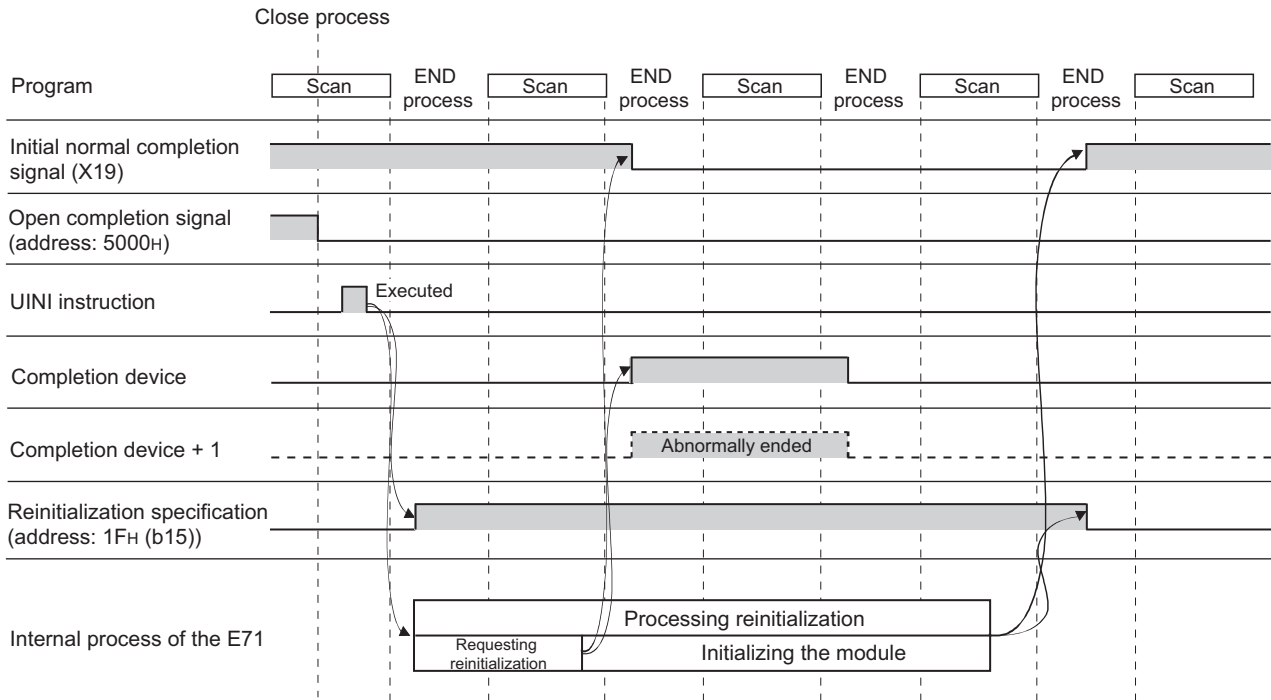 Close process
Program
Scan
END
process
Scan
END
process
Scan
END
process
Scan
END
process
Scan
Initial normal completion
signal (X19)
Open completion signal
(address: 5000H)
UINI instruction
Executed
Completion device
Completion device + 1
Abnormally ended
Reinitialization specification
(address: 1FH (b15))
Internal process of the E71
Processing reinitialization
Requesting
reinitialization
Initializing the module